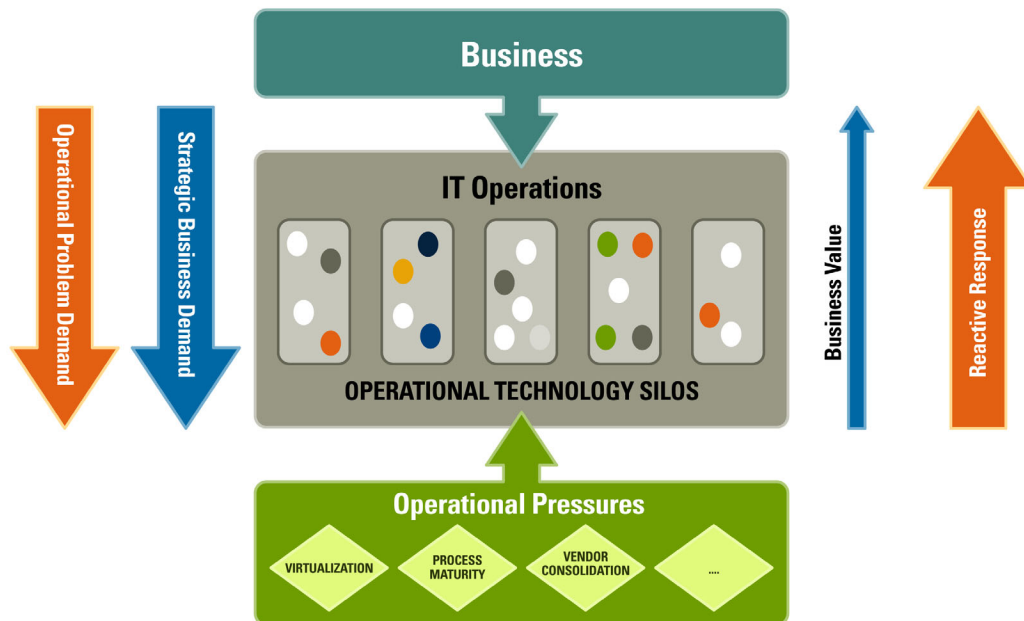 Business
Operational Problem Demand
Strategic Business Demand
IT Operations
OPERATIONAL TECHNOLOGY SILOS
Business Value
Reactive Response
Operational Pressures
VIRTUALIZATION
PROCESS
MATURITY
VENDOR
CONSOLIDATION
....